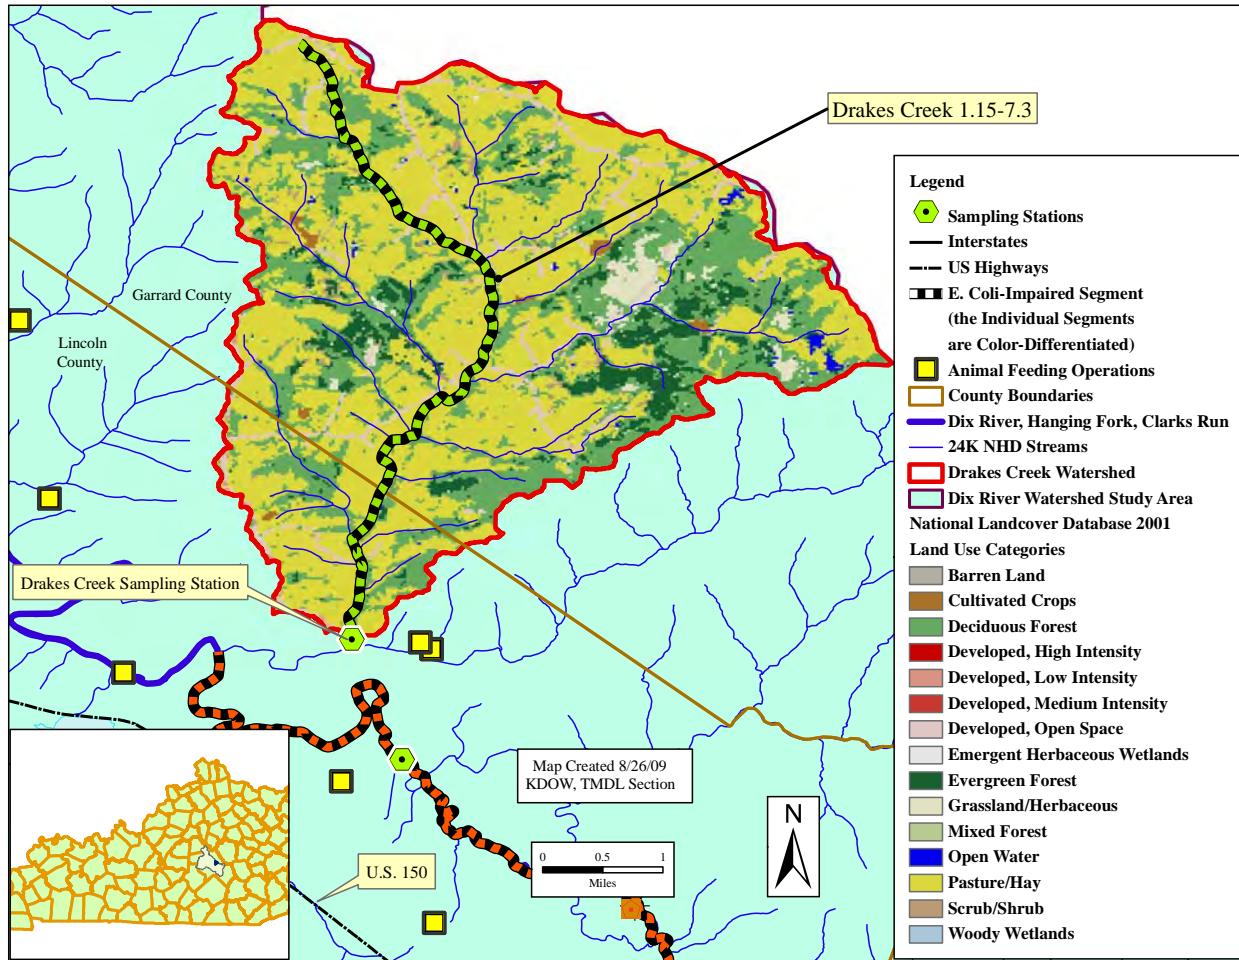 Drakes Creek 1.15-7.3
Garrard County
Lincoln
County
Drakes Creek Sampling Station
Map Created 8/26/09
KDOW, TMDL Section
N
0 0.5 1
Miles
U.S. 150
Legend
Sampling Stations
Interstates
US Highways
E. Coli-Impaired Segment
(the Individual Segments
are Color-Differentiated)
Animal Feeding Operations
County Boundaries
Dix River, Hanging Fork, Clarks Run
24K NHD Streams
Drakes Creek Watershed
Dix River Watershed Study Area
National Landcover Database 2001
Land Use Categories
Barren Land
Cultivated Crops
Deciduous Forest
Developed, High Intensity
Developed, Low Intensity
Developed, Medium Intensity
Developed, Open Space
Emergent Herbaceous Wetlands
Evergreen Forest
Grassland/Herbaceous
Mixed Forest
Open Water
Pasture/Hay
Scrub/Shrub
Woody Wetlands